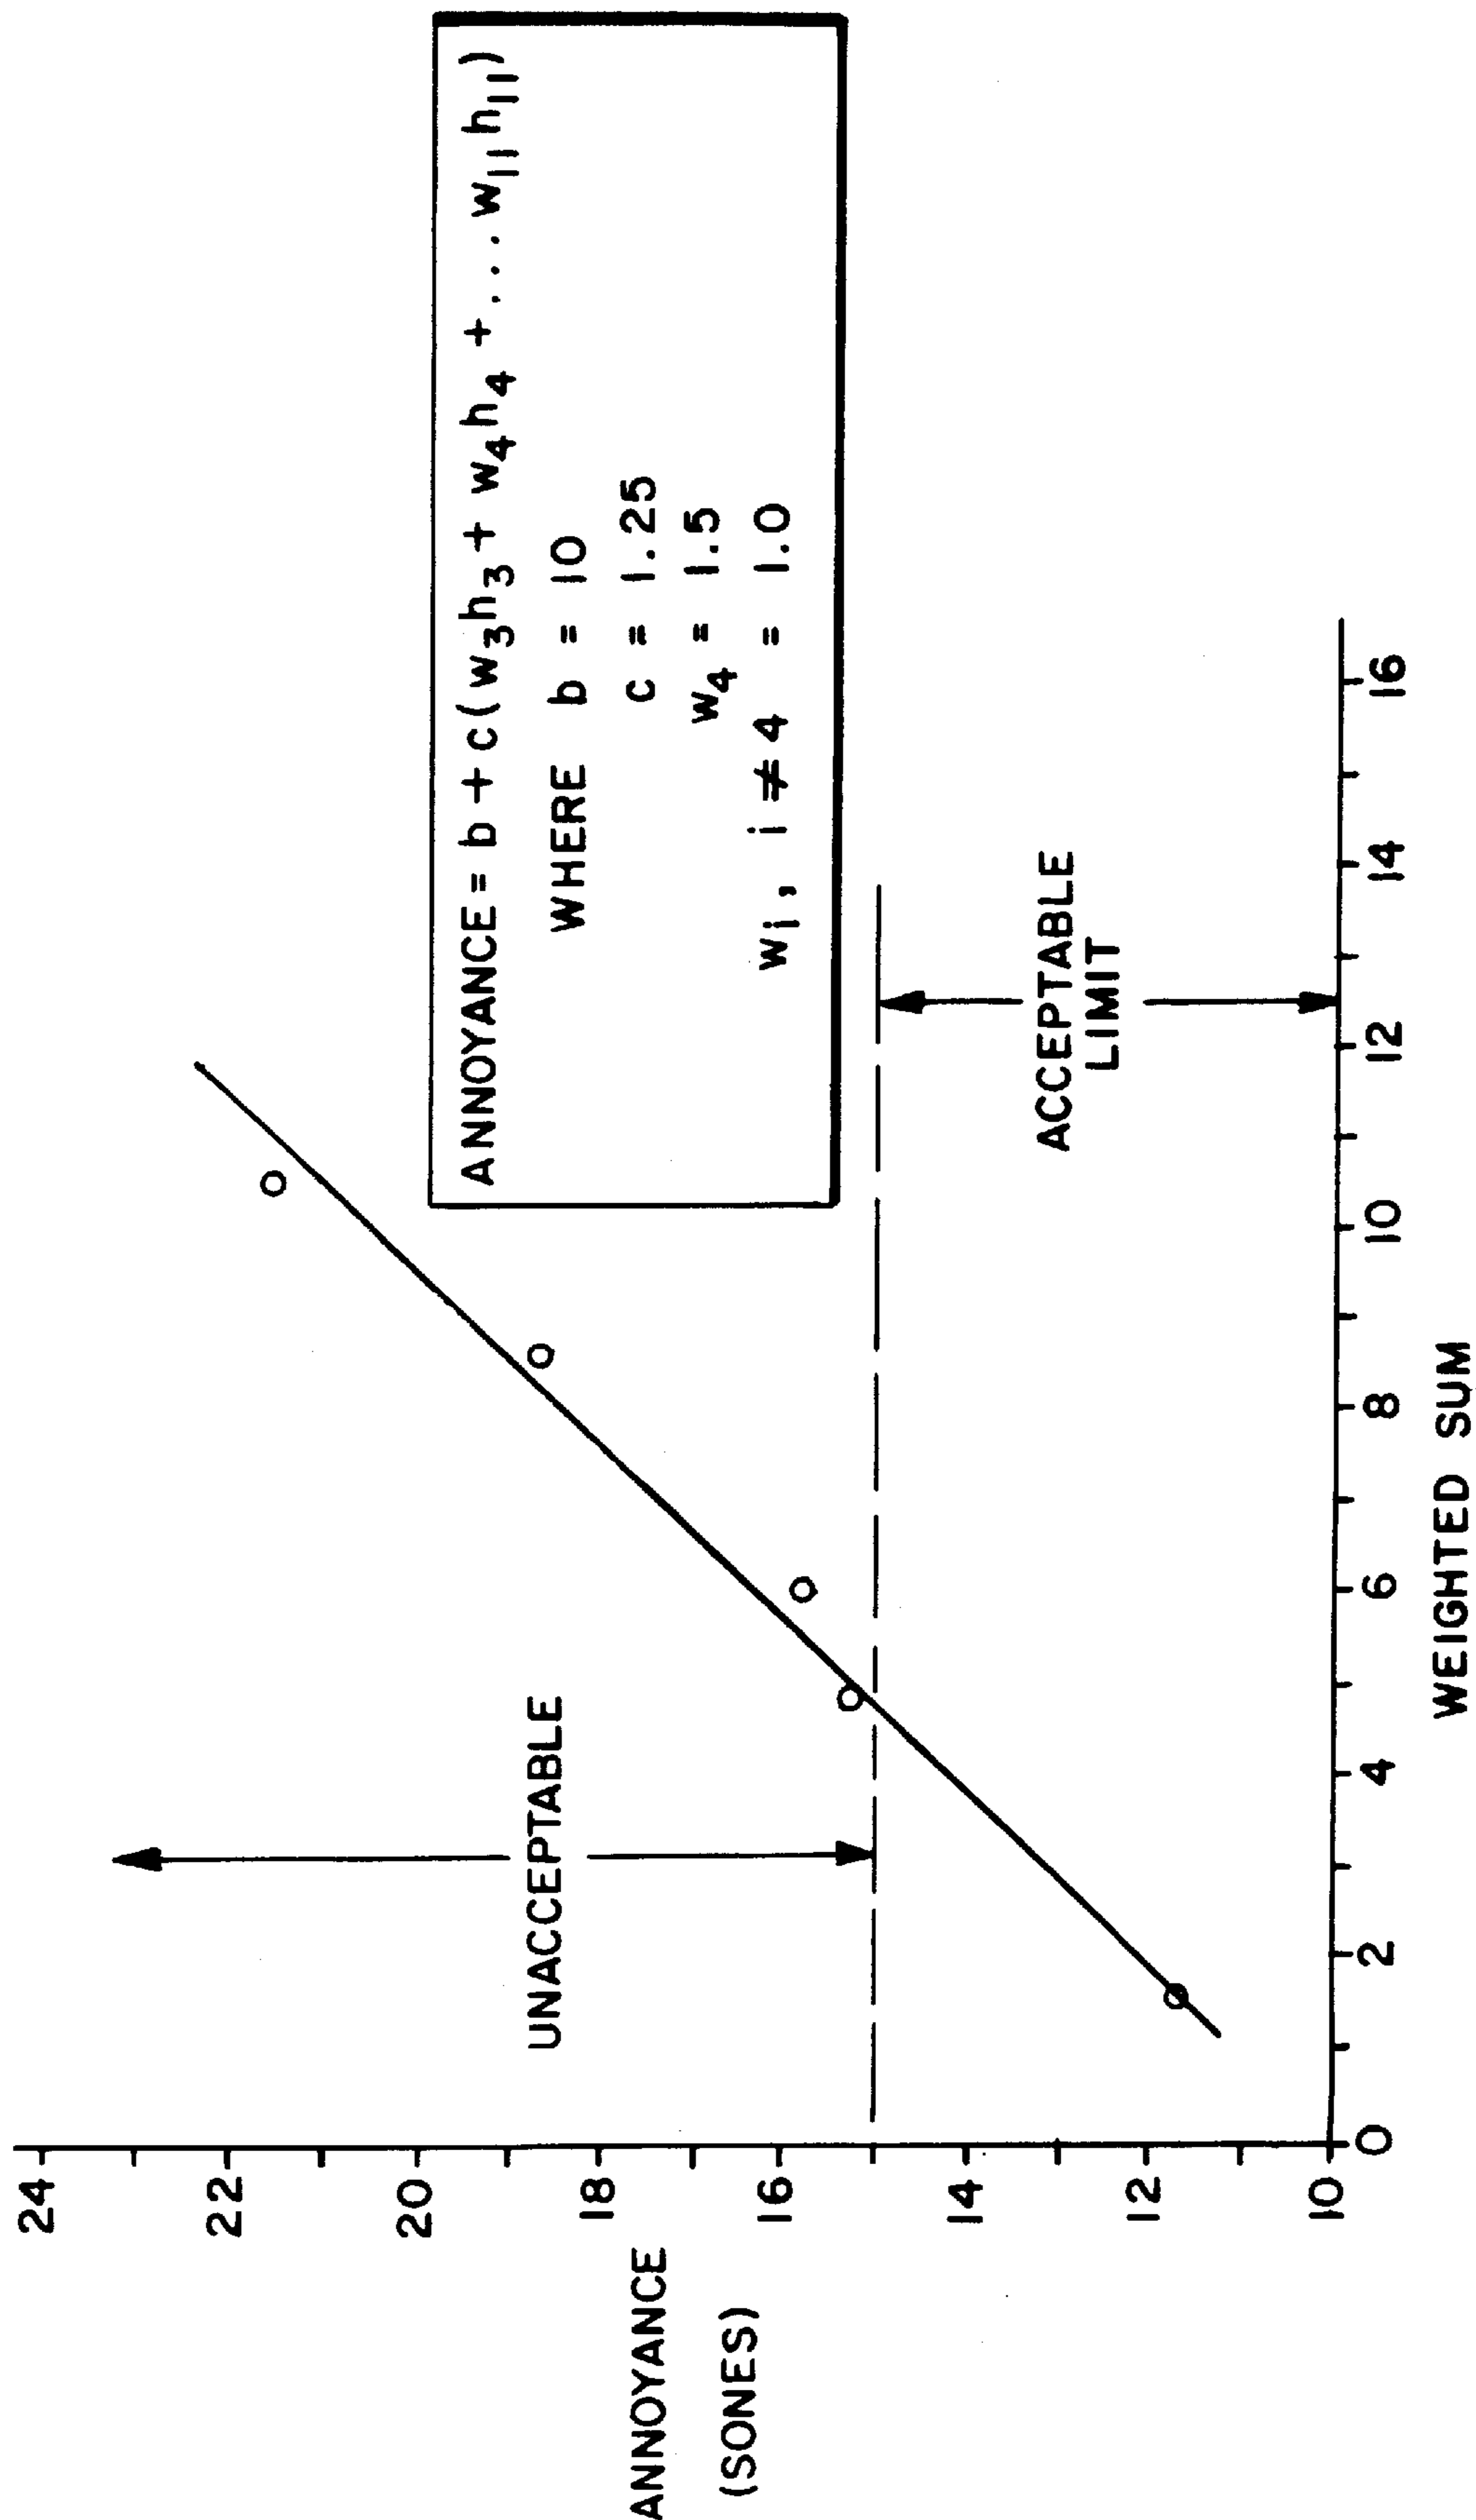 24
22
20
18
16
14
12
10
ANNOYANCE
(SONES)
UNACCEPTABLE
ANNOYANCE = b + c(w₃h₃ + w₄h₄ + ... w₁₁h₁₁)
WHERE b = 10
c = 1.25
w₄ = 1.5
wᵢ, i ≠ 4 = 1.0
ACCEPTABLE
LIMIT
0 2 4 6 8 10 12 14 16
WEIGHTED SUM